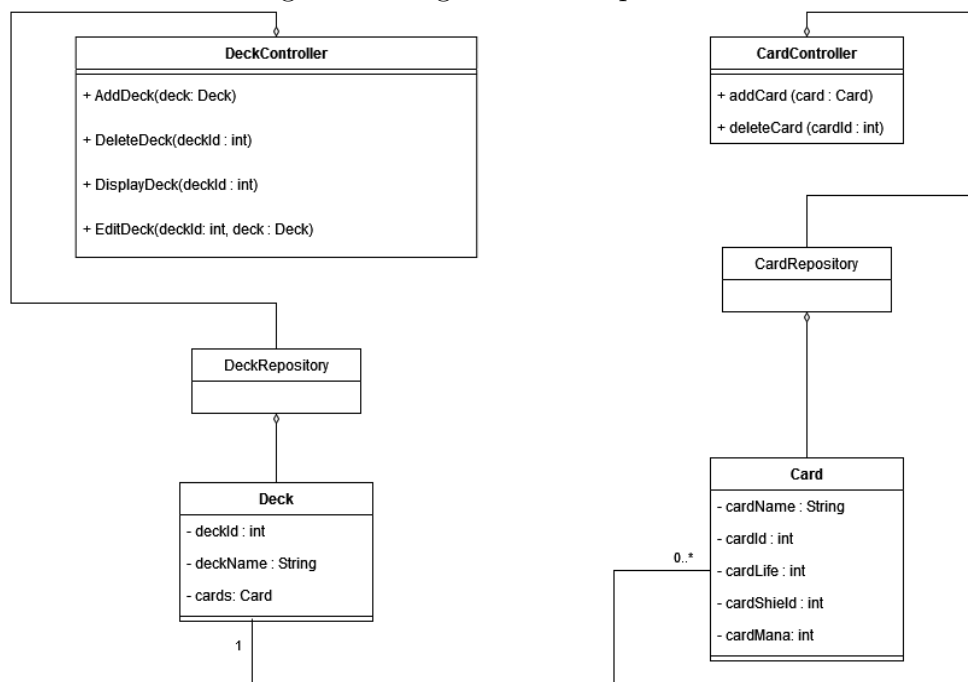 DeckController
+ AddDeck(deck: Deck)
+ DeleteDeck(deckId : int)
+ DisplayDeck(deckId : int)
+ EditDeck(deckId: int, deck : Deck)
CardController
+ addCard (card : Card)
+ deleteCard (cardId : int)
CardRepository
DeckRepository
Deck
- deckId : int
- deckName : String
- cards: Card
1
Card
- cardName : String
- cardId : int
- cardLife : int
- cardShield : int
- cardMana: int
0..*